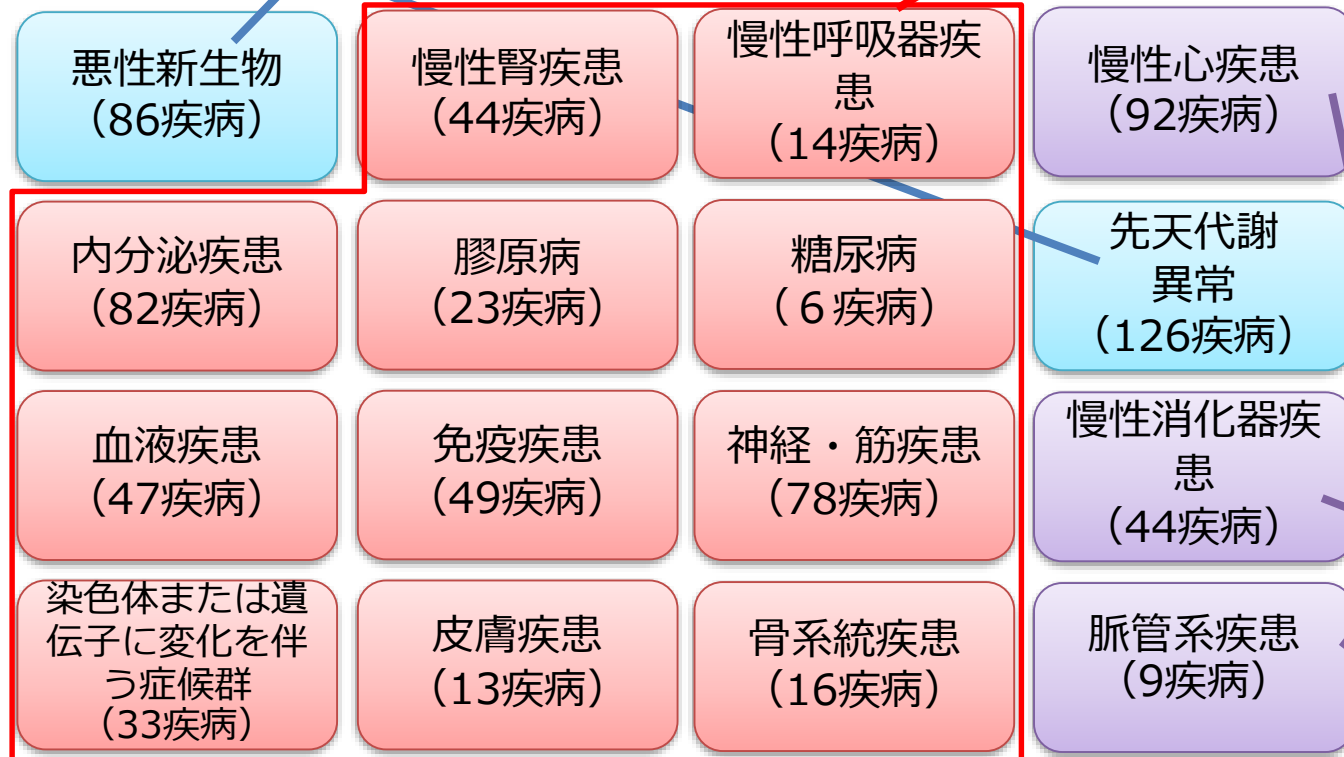 悪性新生物
（86疾病）
慢性腎疾患
（44疾病）
慢性呼吸器疾
患
（14疾病）
慢性心疾患
（92疾病）
内分泌疾患
（82疾病）
膠原病
（23疾病）
糖尿病
（６疾病）
先天代謝
異常
（126疾病）
血液疾患
（47疾病）
免疫疾患
（49疾病）
神経・筋疾患
（78疾病）
慢性消化器疾
患
（44疾病）
染色体または遺
伝子に変化を伴
う症候群
（33疾病）
皮膚疾患
（13疾病）
骨系統疾患
（16疾病）
脈管系疾患
（9疾病）